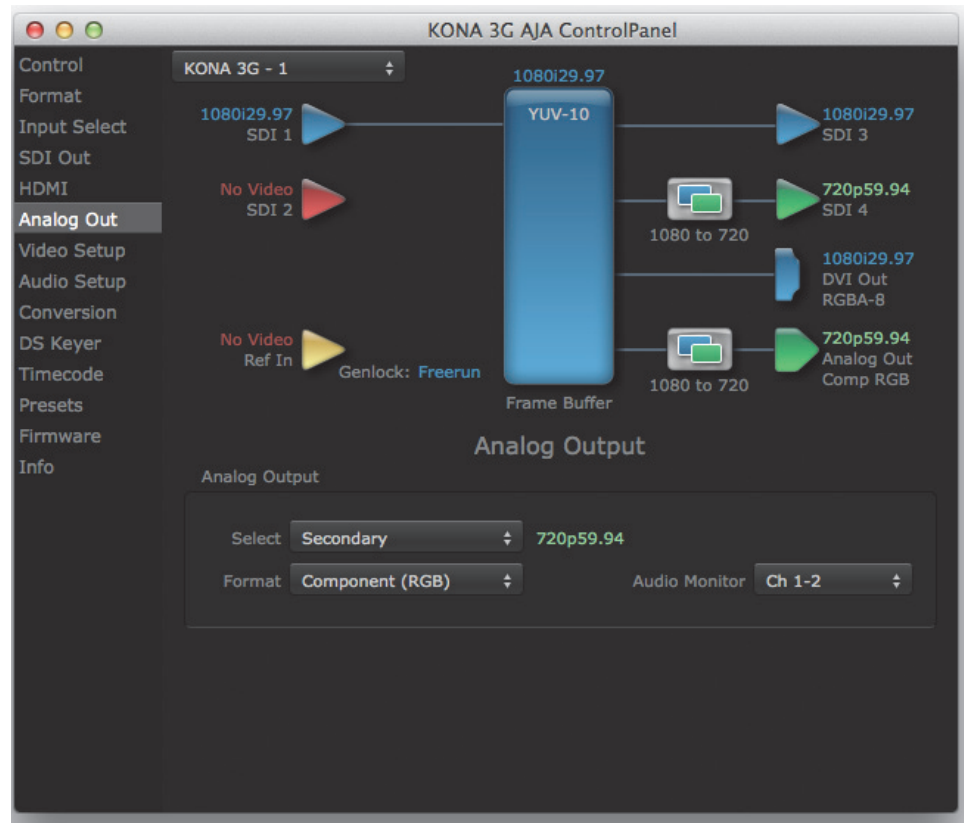 KONA 3G AJA ControlPanel
Control
Format
Input Select
SDI Out
HDMI
Analog Out
Video Setup
Audio Setup
Conversion
DS Keyer
Timecode
Presets
Firmware
Info
KONA 3G - 1
1080i29.97
SDI 1
No Video
SDI 2
No Video
Ref In
Genlock: Freerun
1080i29.97
YUV-10
Frame Buffer
1080i29.97
SDI 3
1080 to 720
720p59.94
SDI 4
1080i29.97
DVI Out
RGBA-8
1080 to 720
720p59.94
Analog Out
Comp RGB
Analog Output
Analog Output
Select Secondary 720p59.94
Format Component (RGB) Audio Monitor Ch 1-2